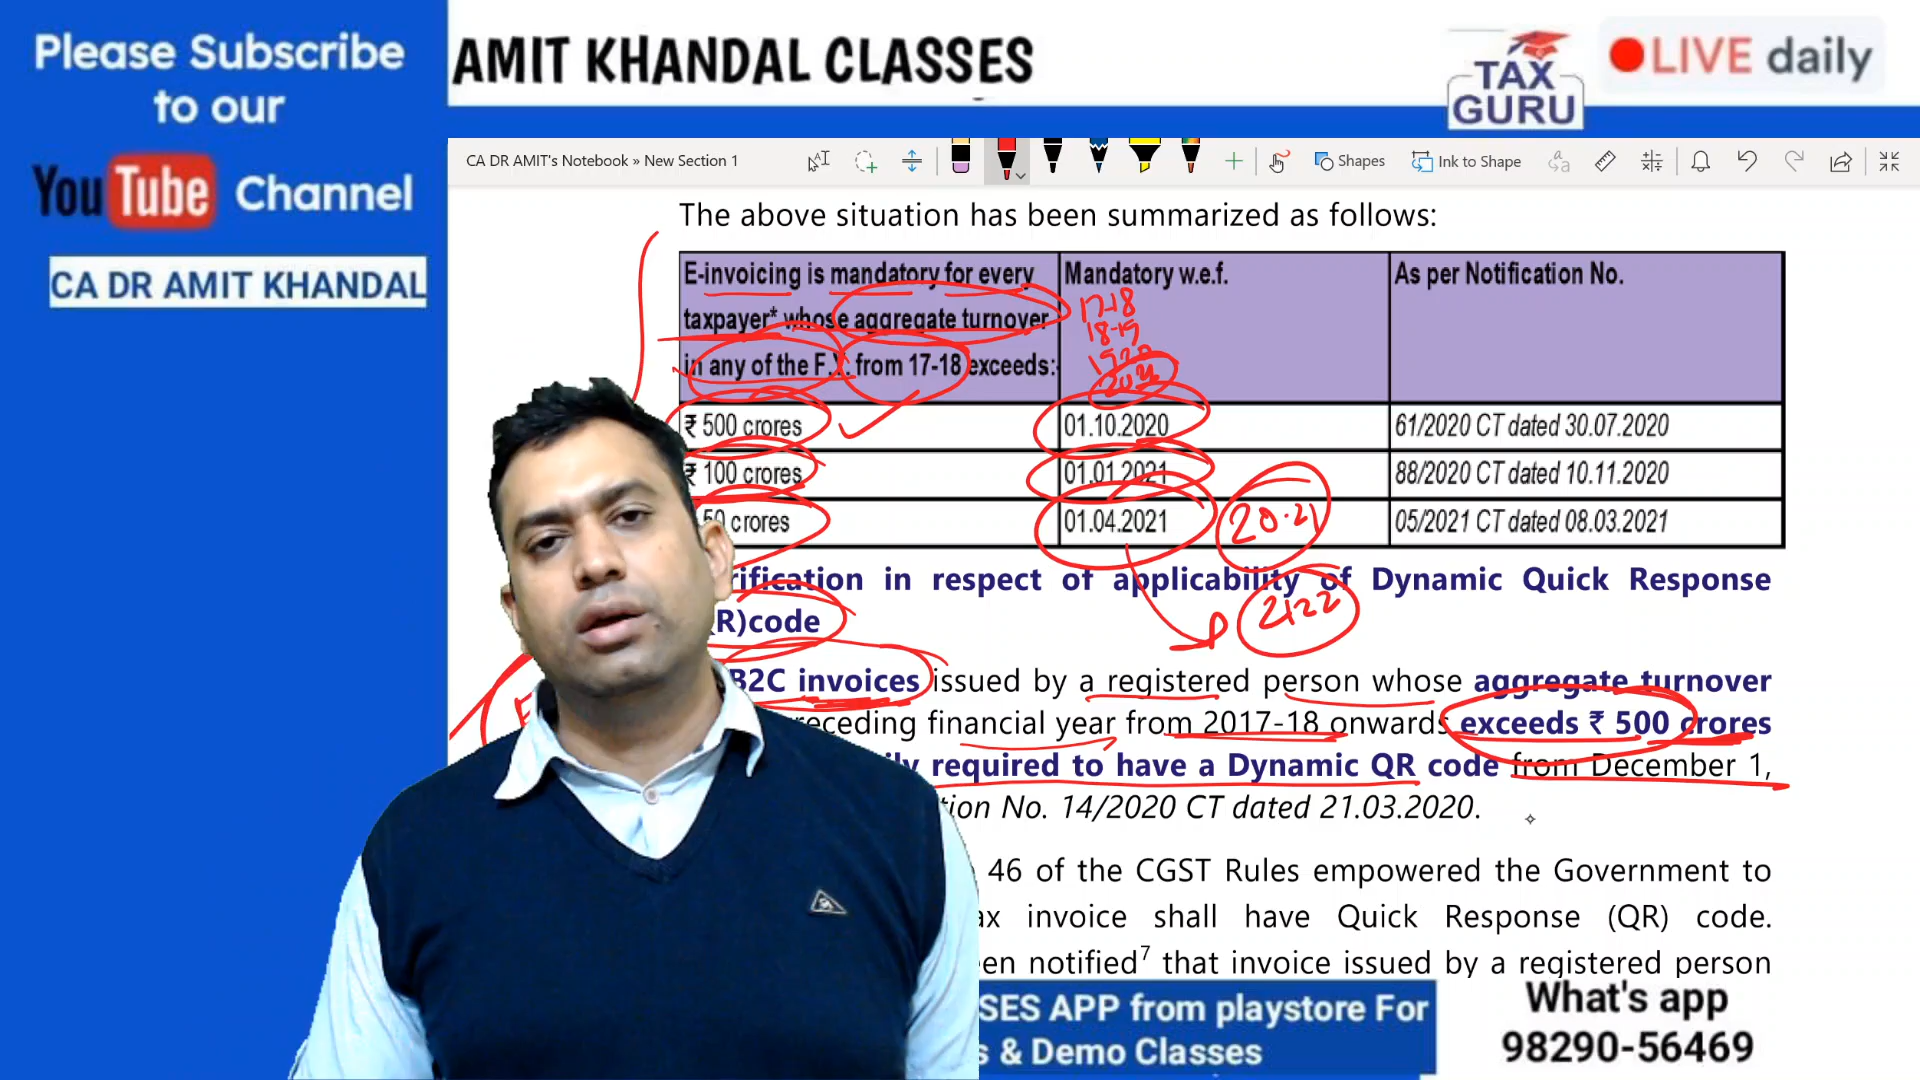 Please Subscribe
to our
YouTube Channel
CA DR AMIT KHANDAL
AMIT KHANDAL CLASSES
TAX
GURU
LIVE daily
CA DR AMIT's Notebook » New Section 1
Shapes
Ink to Shape
The above situation has been summarized as follows:
E-invoicing is mandatory for every
taxpayer* whose aggregate turnover
in any of the F.Y. from 17-18 exceeds:
Mandatory w.e.f.
17-18
18-19
As per Notification No.
₹ 500 crores 01.10.2020 61/2020 CT dated 30.07.2020
₹ 100 crores 01.01.2021 88/2020 CT dated 10.11.2020
50 crores 01.04.2021 05/2021 CT dated 08.03.2021
20-21
21-22
rification in respect of applicability of Dynamic Quick Response
R)code
B2C invoices issued by a registered person whose aggregate turnover
receding financial year from 2017-18 onwards exceeds ₹ 500 crores
ily required to have a Dynamic QR code from December 1,
tion No. 14/2020 CT dated 21.03.2020.
46 of the CGST Rules empowered the Government to
ax invoice shall have Quick Response (QR) code.
en notified7 that invoice issued by a registered person
SES APP from playstore For
s & Demo Classes
What's app
98290-56469